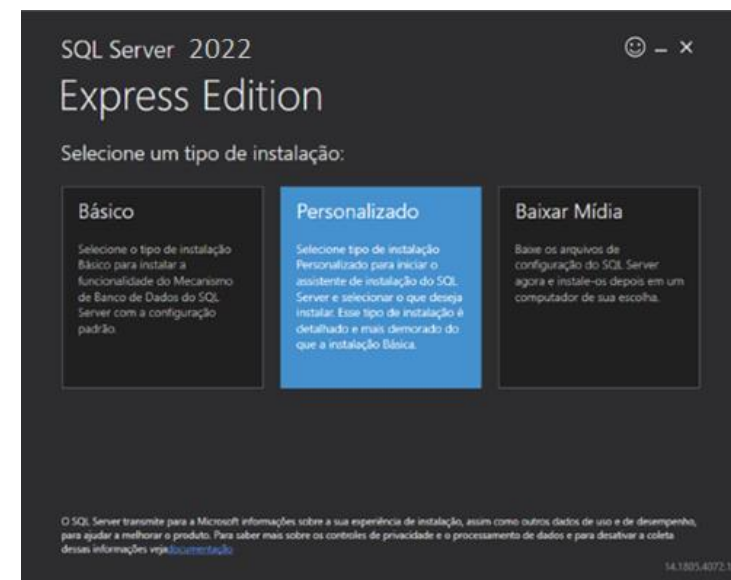 SQL Server 2022
Express Edition
Selecione um tipo de instalação:
Básico
Selecione o tipo de instalação
Básico para instalar a
funcionalidade do Mecanismo
de Banco de Dados do SQL
Server com a configuração
padrão.
Personalizado
Selecione tipo de instalação
Personalizado para iniciar o
assistente de instalação do SQL
Server e selecionar o que deseja
instalar. Esse tipo de instalação é
detalhado e mais demorado do
que a instalação Básica.
Baixar Mídia
Baixe os arquivos de
configuração do SQL Server
agora e instale-os depois em um
computador de sua escolha.
O SQL Server transmite para a Microsoft informações sobre a sua experiência de instalação, assim como outros dados de uso e de desempenho,
para ajudar a melhorar o produto. Para saber mais sobre os controles de privacidade e o processamento de dados e para desativar a coleta
dessas informações veja documentação
14.1805.4072.1